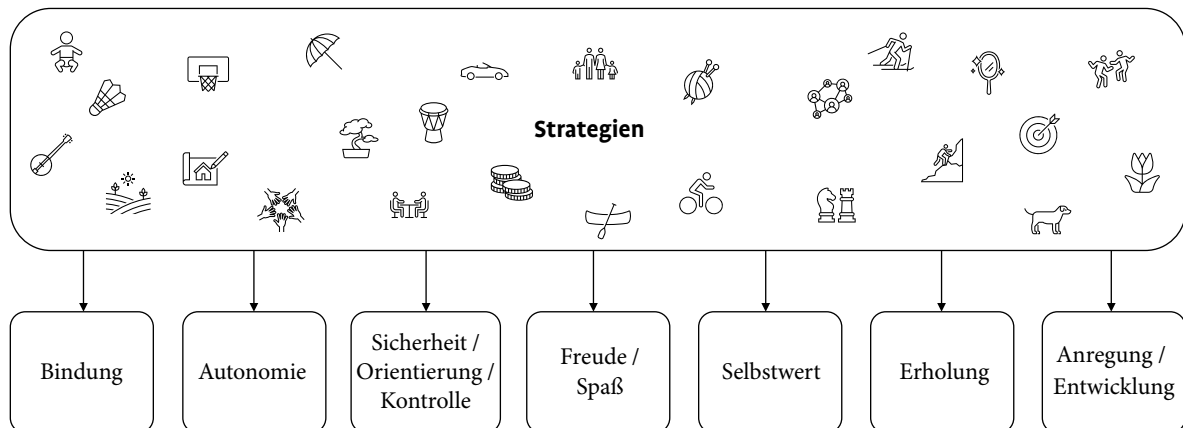 Strategien
Bindung
Autonomie
Sicherheit /
Orientierung /
Kontrolle
Freude /
Spaß
Selbstwert
Erholung
Anregung /
Entwicklung